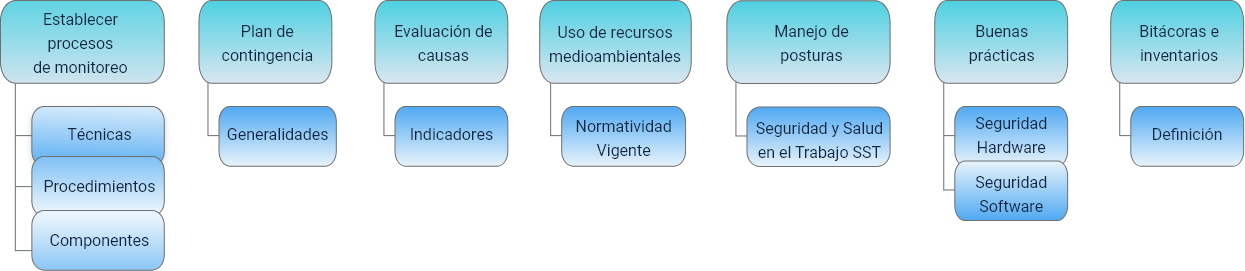 Establecer
procesos
de monitoreo
Técnicas
Procedimientos
Componentes
Plan de
contingencia
Generalidades
Evaluación de
causas
Indicadores
Uso de recursos
medioambientales
Normatividad
Vigente
Manejo de
posturas
Seguridad y Salud
en el Trabajo SST
Buenas
prácticas
Seguridad
Hardware
Seguridad
Software
Bitácoras e
inventarios
Definición